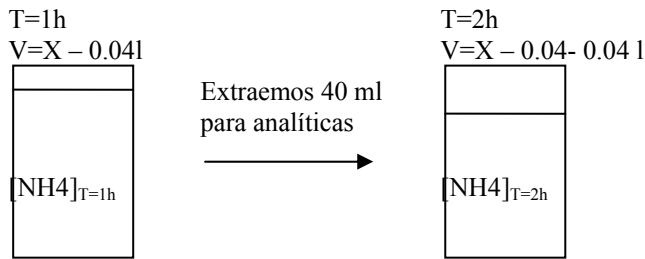 T=1h
V=X – 0.04l
T=2h
V=X – 0.04- 0.04 l
Extraemos 40 ml
para analíticas
[NH4]T=1h
[NH4]T=2h